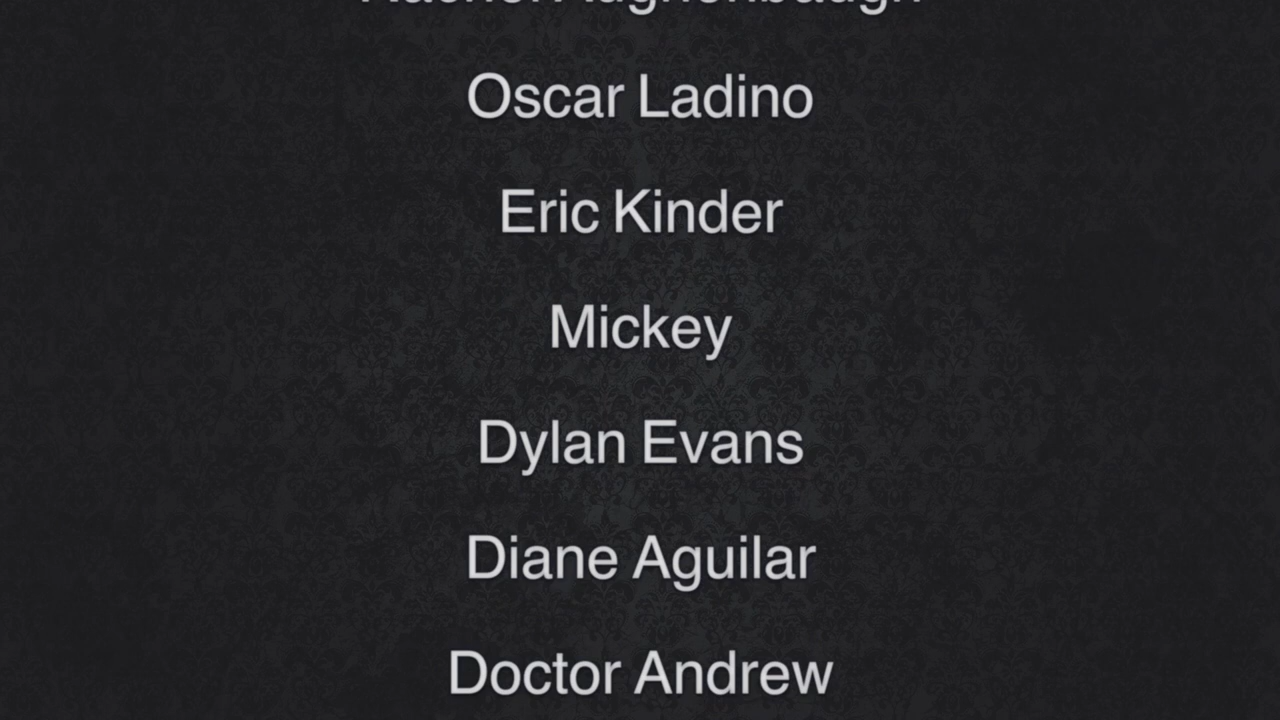 Oscar Ladino
Eric Kinder
Mickey
Dylan Evans
Diane Aguilar
Doctor Andrew